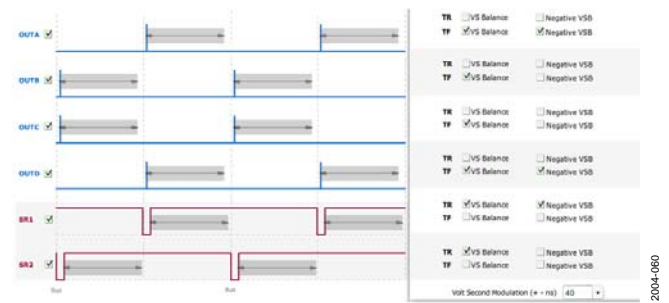 TR VS Balance Negative VSB
OUTA TF VS Balance Negative VSB
TR VS Balance Negative VSB
OUTB TF VS Balance Negative VSB
TR VS Balance Negative VSB
OUTC TF VS Balance Negative VSB
TR VS Balance Negative VSB
OUTD TF VS Balance Negative VSB
TR VS Balance Negative VSB
SR1 TF VS Balance Negative VSB
TR VS Balance Negative VSB
SR2 TF VS Balance Negative VSB
Volt Second Modulation (+ - ns) 40
2004-060